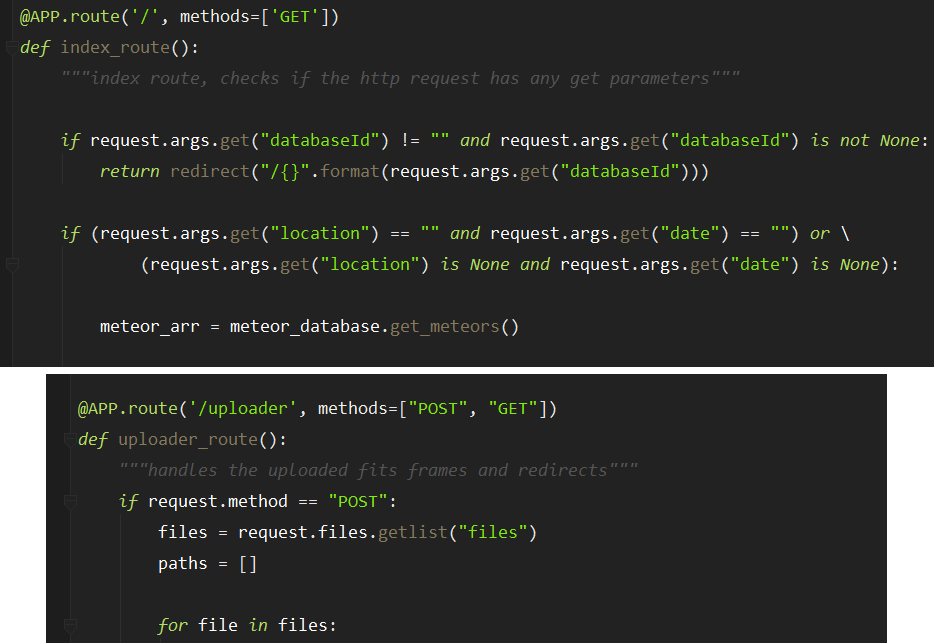 @APP.route('/', methods=['GET'])
def index_route():
"""index route, checks if the http request has any get parameters"""
if request.args.get("databaseId") != "" and request.args.get("databaseId") is not None:
return redirect("/{}".format(request.args.get("databaseId")))
if (request.args.get("location") == "" and request.args.get("date") == "") or \
(request.args.get("location") is None and request.args.get("date") is None):
meteor_arr = meteor_database.get_meteors()
@APP.route('/uploader', methods=["POST", "GET"])
def uploader_route():
"""handles the uploaded fits frames and redirects"""
if request.method == "POST":
files = request.files.getlist("files")
paths = []
for file in files: